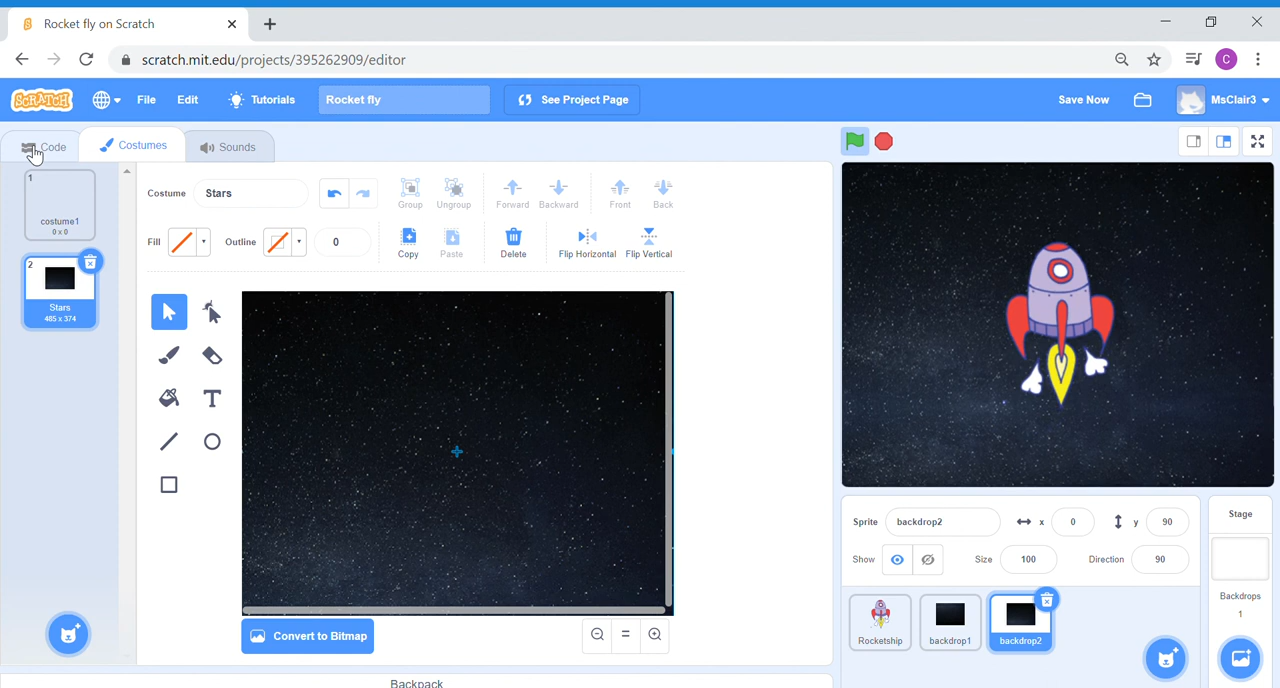 Rocket fly on Scratch
scratch.mit.edu/projects/395262909/editor
C
SCRATCH
File
Edit
Tutorials
Rocket fly
See Project Page
Save Now
MsClair3
Code
Costumes
Sounds
1
costume1
0 x 0
2
Stars
485 x 374
Costume
Stars
Group
Ungroup
Forward
Backward
Front
Back
Fill
Outline
0
Copy
Paste
Delete
Flip Horizontal
Flip Vertical
T
Convert to Bitmap
Backpack
Sprite
backdrop2
x
0
y
90
Show
Size
100
Direction
90
Rocketship
backdrop1
backdrop2
Stage
Backdrops
1